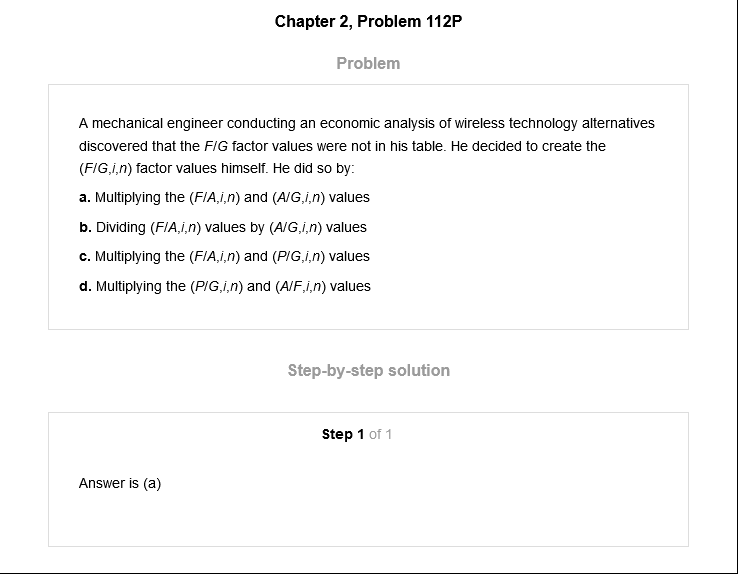 Chapter 2, Problem 112P
Problem
A mechanical engineer conducting an economic analysis of wireless technology alternatives
discovered that the F/G factor values were not in his table. He decided to create the
(F/G,i,n) factor values himself. He did so by:
a. Multiplying the (F/A,i,n) and (A/G,i,n) values
b. Dividing (F/A,i,n) values by (A/G,i,n) values
c. Multiplying the (F/A,i,n) and (P/G,i,n) values
d. Multiplying the (P/G,i,n) and (A/F,i,n) values
Step-by-step solution
Step 1 of 1
Answer is (a)